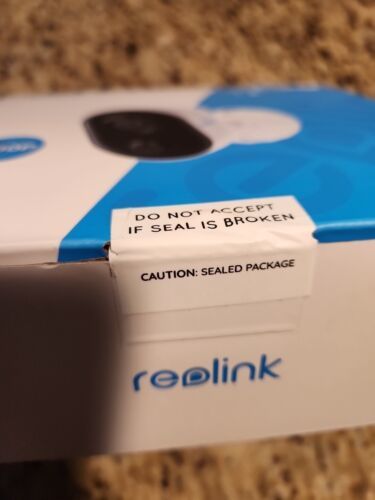 DO NOT ACCEPT
IF SEAL IS BROKEN
CAUTION: SEALED PACKAGE
reolink